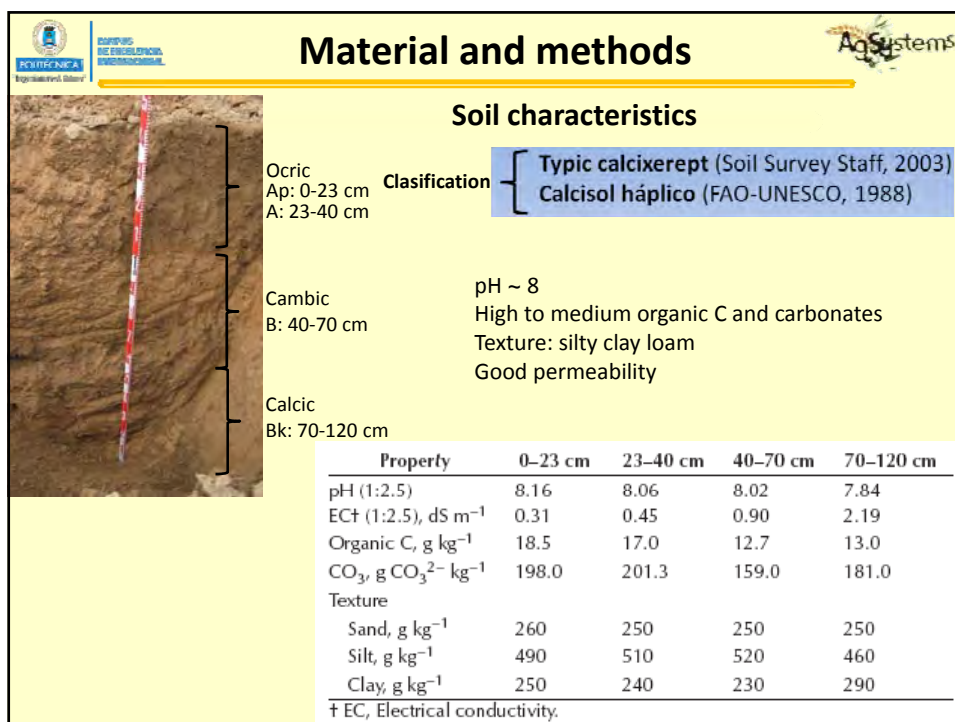 POLITÉCNICA
CAMPUS
DE EXCELENCIA
INTERNACIONAL
Material and methods
AgSystems
Soil characteristics
Ocric
Ap: 0-23 cm
A: 23-40 cm
Clasification
Typic calcixerept (Soil Survey Staff, 2003)
Calcisol háplico (FAO-UNESCO, 1988)
Cambic
B: 40-70 cm
pH ~ 8
High to medium organic C and carbonates
Texture: silty clay loam
Good permeability
Calcic
Bk: 70-120 cm
Property 0–23 cm 23–40 cm 40–70 cm 70–120 cm
pH (1:2.5) 8.16 8.06 8.02 7.84
EC† (1:2.5), dS m⁻¹ 0.31 0.45 0.90 2.19
Organic C, g kg⁻¹ 18.5 17.0 12.7 13.0
CO₃, g CO₃²⁻ kg⁻¹ 198.0 201.3 159.0 181.0
Texture
Sand, g kg⁻¹ 260 250 250 250
Silt, g kg⁻¹ 490 510 520 460
Clay, g kg⁻¹ 250 240 230 290
† EC, Electrical conductivity.